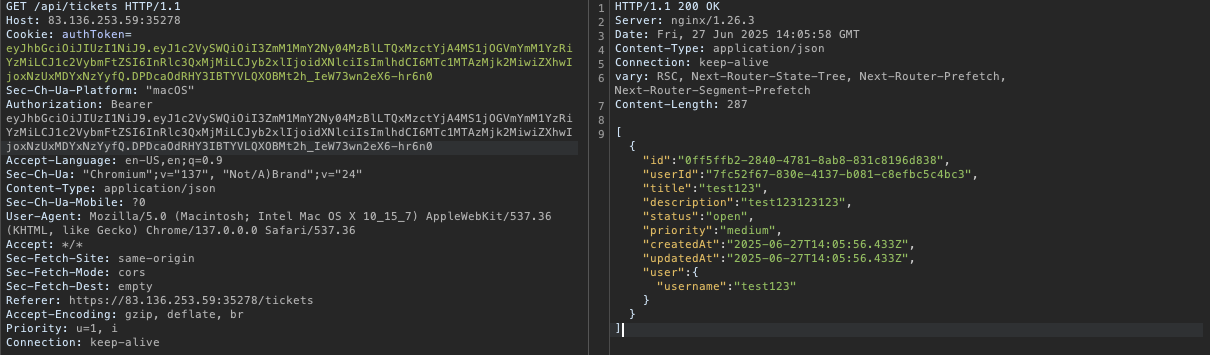 GET /api/tickets HTTP/1.1
Host: 83.136.253.59:35278
Cookie: authToken=
eyJhbGciOiJIUzI1NiJ9.eyJ1c2VySWQiOiI3ZmM1MmY2Ny04MzBlLTQxMzctYjA4MS1jOGVmYmM1YzRi
YzMiLCJ1c2VybmFtZSI6InRlc3QxMjMiLCJyb2xlIjoidXNlciIsImlhdCI6MTc1MTAzMjk2MiwiZXhwI
joxNzUxMDYxNzYyfQ.DPDcaOdRHY3IBTYVLQXOBMt2h_IeW73wn2eX6-hr6n0
Sec-Ch-Ua-Platform: "macOS"
Authorization: Bearer
eyJhbGciOiJIUzI1NiJ9.eyJ1c2VySWQiOiI3ZmM1MmY2Ny04MzBlLTQxMzctYjA4MS1jOGVmYmM1YzRi
YzMiLCJ1c2VybmFtZSI6InRlc3QxMjMiLCJyb2xlIjoidXNlciIsImlhdCI6MTc1MTAzMjk2MiwiZXhwI
joxNzUxMDYxNzYyfQ.DPDcaOdRHY3IBTYVLQXOBMt2h_IeW73wn2eX6-hr6n0
Accept-Language: en-US,en;q=0.9
Sec-Ch-Ua: "Chromium";v="137", "Not/A)Brand";v="24"
Content-Type: application/json
Sec-Ch-Ua-Mobile: ?0
User-Agent: Mozilla/5.0 (Macintosh; Intel Mac OS X 10_15_7) AppleWebKit/537.36
(KHTML, like Gecko) Chrome/137.0.0.0 Safari/537.36
Accept: */*
Sec-Fetch-Site: same-origin
Sec-Fetch-Mode: cors
Sec-Fetch-Dest: empty
Referer: https://83.136.253.59:35278/tickets
Accept-Encoding: gzip, deflate, br
Priority: u=1, i
Connection: keep-alive
1 HTTP/1.1 200 OK
2 Server: nginx/1.26.3
3 Date: Fri, 27 Jun 2025 14:05:58 GMT
4 Content-Type: application/json
5 Connection: keep-alive
6 vary: RSC, Next-Router-State-Tree, Next-Router-Prefetch,
Next-Router-Segment-Prefetch
7 Content-Length: 287
8
9 [
{
"id":"0ff5ffb2-2840-4781-8ab8-831c8196d838",
"userId":"7fc52f67-830e-4137-b081-c8efbc5c4bc3",
"title":"test123",
"description":"test123123123",
"status":"open",
"priority":"medium",
"createdAt":"2025-06-27T14:05:56.433Z",
"updatedAt":"2025-06-27T14:05:56.433Z",
"user":{
"username":"test123"
}
}
]